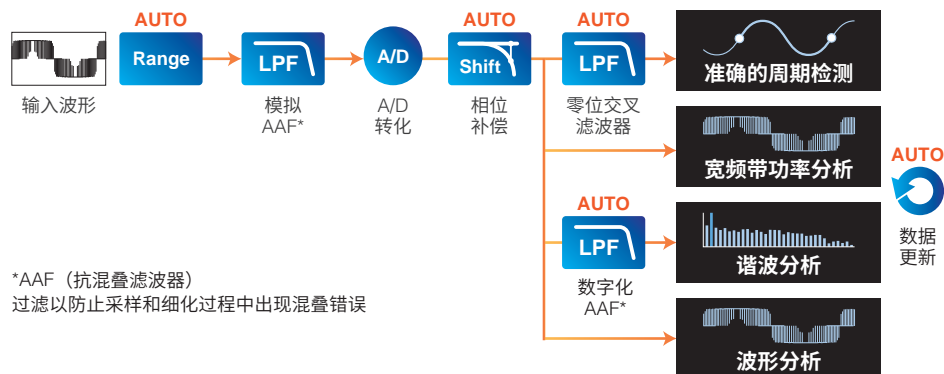 AUTO
Range
输入波形
LPF
模拟
AAF*
A/D
A/D
转化
AUTO
Shift
相位
补偿
AUTO
LPF
零位交叉
滤波器
准确的周期检测
宽频带功率分析
AUTO
LPF
数字化
AAF*
谐波分析
波形分析
AUTO
数据
更新
*AAF（抗混叠滤波器）
过滤以防止采样和细化过程中出现混叠错误